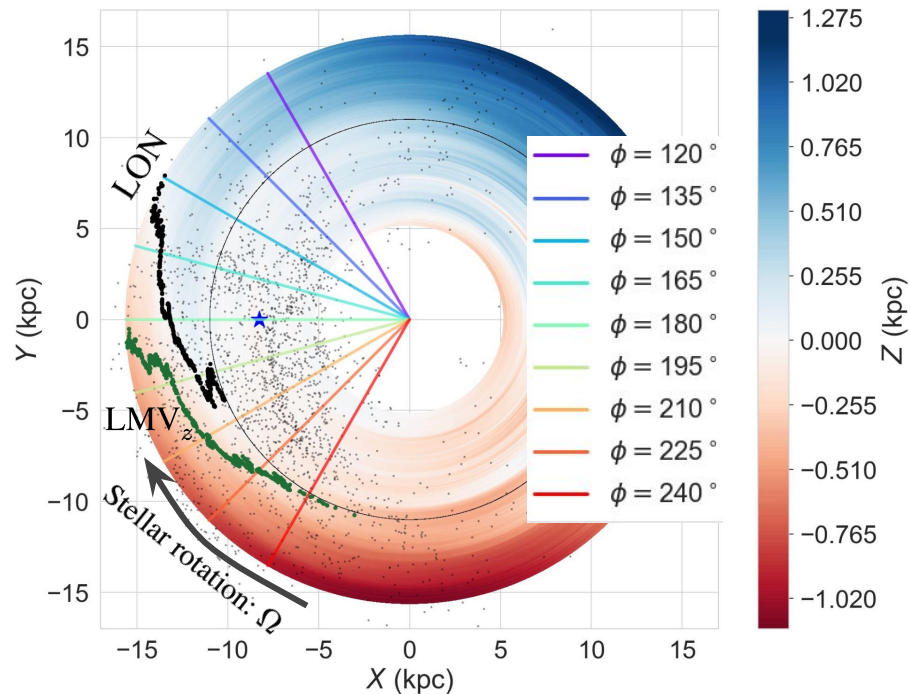 15
10
5
0
−5
−10
−15
Y (kpc)
−15
−10
−5
0
5
10
15
X (kpc)
LON
LMV_z
Stellar rotation: Ω
ϕ = 120°
ϕ = 135°
ϕ = 150°
ϕ = 165°
ϕ = 180°
ϕ = 195°
ϕ = 210°
ϕ = 225°
ϕ = 240°
1.275
1.020
0.765
0.510
0.255
0.000
−0.255
−0.510
−0.765
−1.020
Z (kpc)